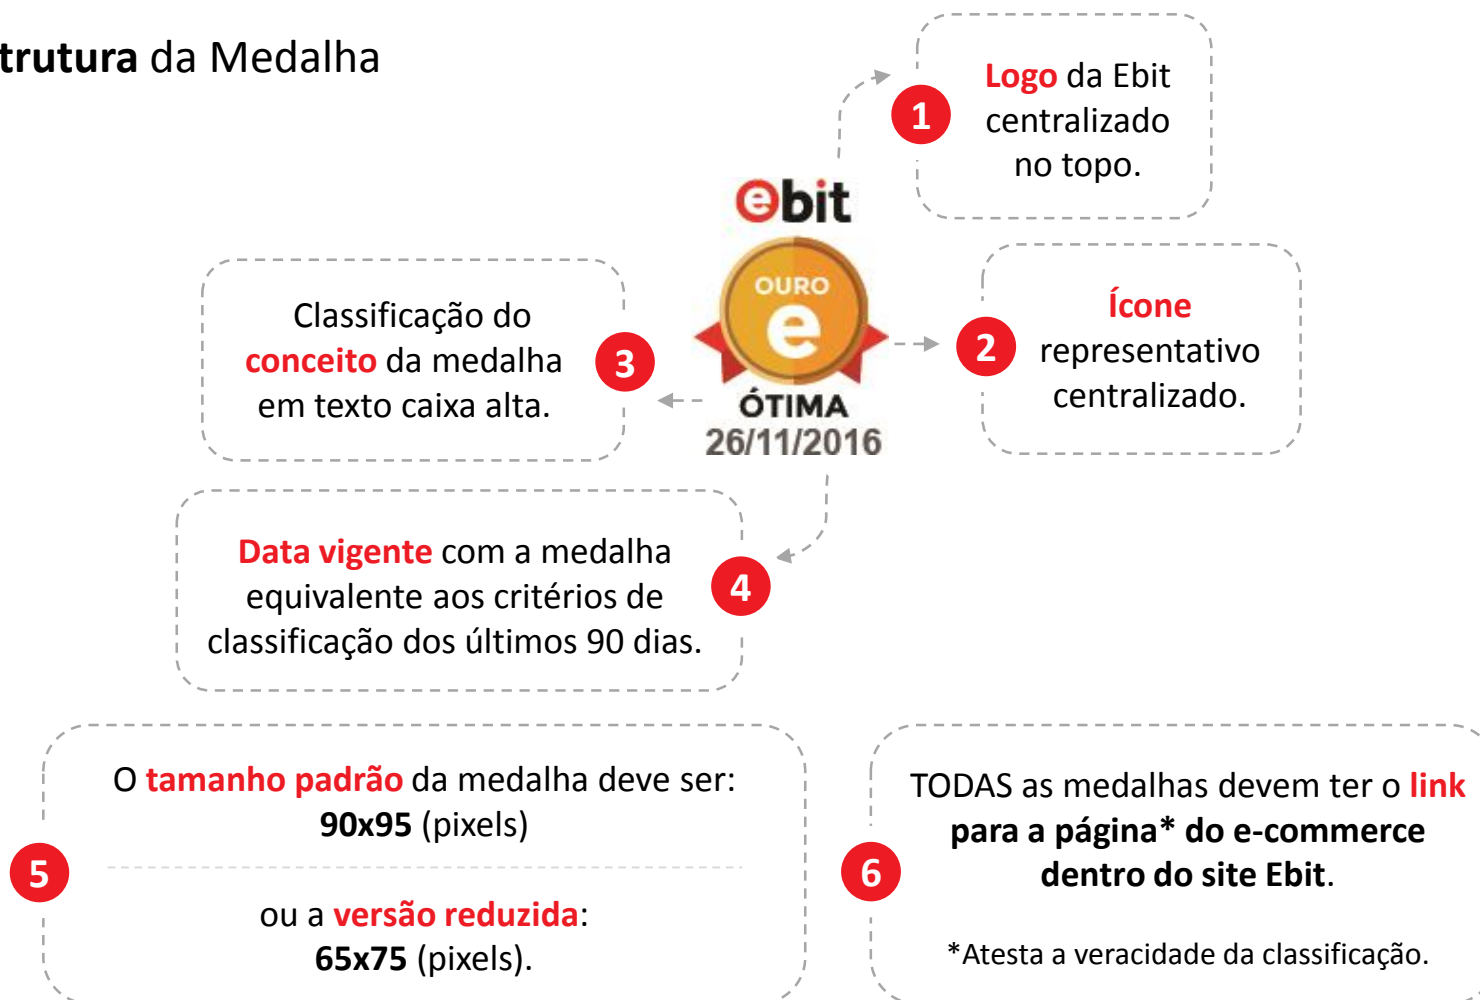 trutura da Medalha
1
Logo da Ebit
centralizado
no topo.
ebit
OURO
e
ÓTIMA
26/11/2016
2
Ícone
representativo
centralizado.
3
Classificação do
conceito da medalha
em texto caixa alta.
4
Data vigente com a medalha
equivalente aos critérios de
classificação dos últimos 90 dias.
5
O tamanho padrão da medalha deve ser:
90x95 (pixels)
ou a versão reduzida:
65x75 (pixels).
6
TODAS as medalhas devem ter o link
para a página* do e-commerce
dentro do site Ebit.
*Atesta a veracidade da classificação.